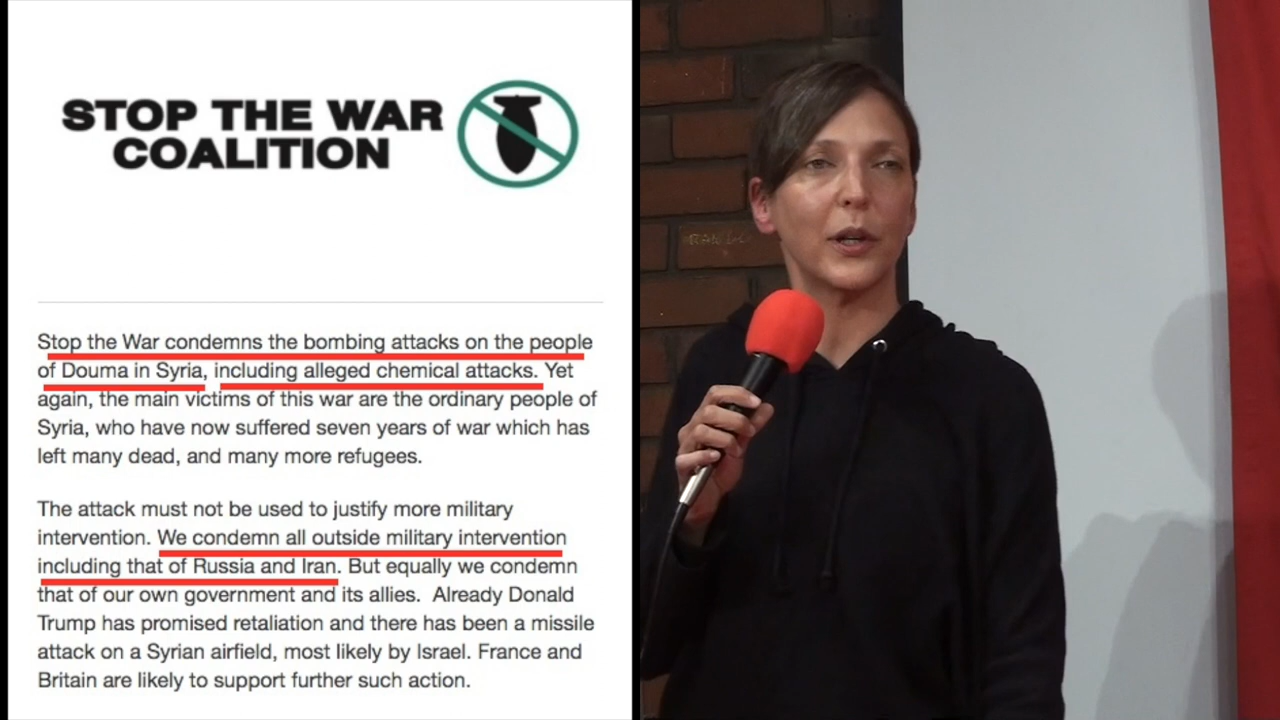 STOP THE WAR
COALITION
Stop the War condemns the bombing attacks on the people
of Douma in Syria, including alleged chemical attacks. Yet
again, the main victims of this war are the ordinary people of
Syria, who have now suffered seven years of war which has
left many dead, and many more refugees.
The attack must not be used to justify more military
intervention. We condemn all outside military intervention
including that of Russia and Iran. But equally we condemn
that of our own government and its allies.  Already Donald
Trump has promised retaliation and there has been a missile
attack on a Syrian airfield, most likely by Israel. France and
Britain are likely to support further such action.